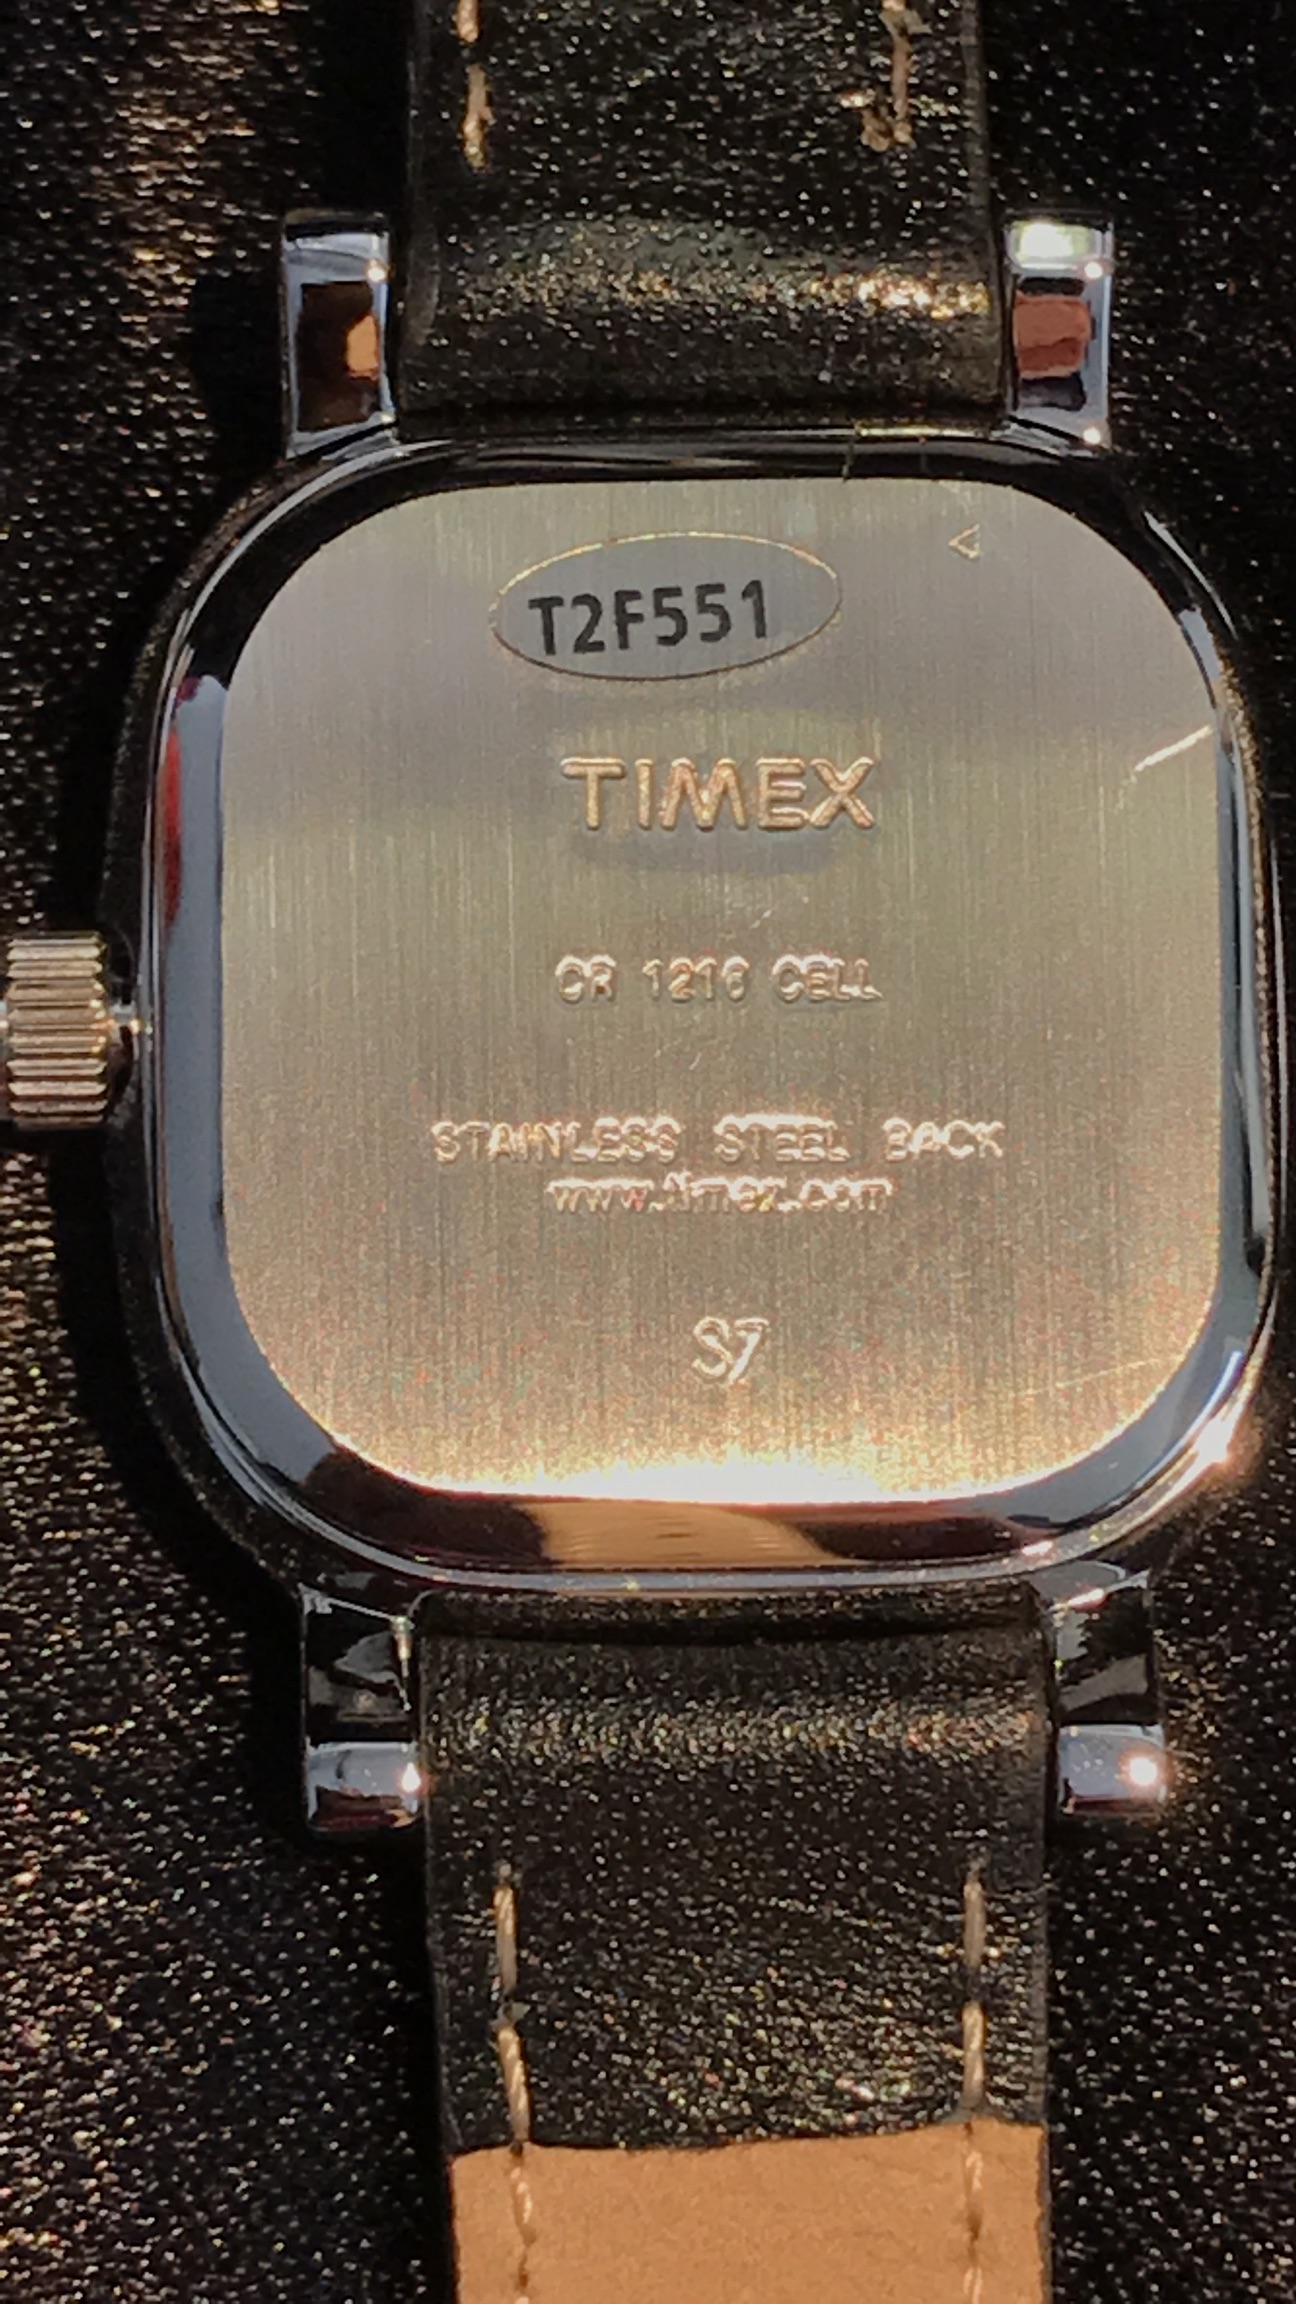 T2F551
TIMEX
CR 1216 CELL
STAINLESS STEEL BACK
www.timex.com
S7